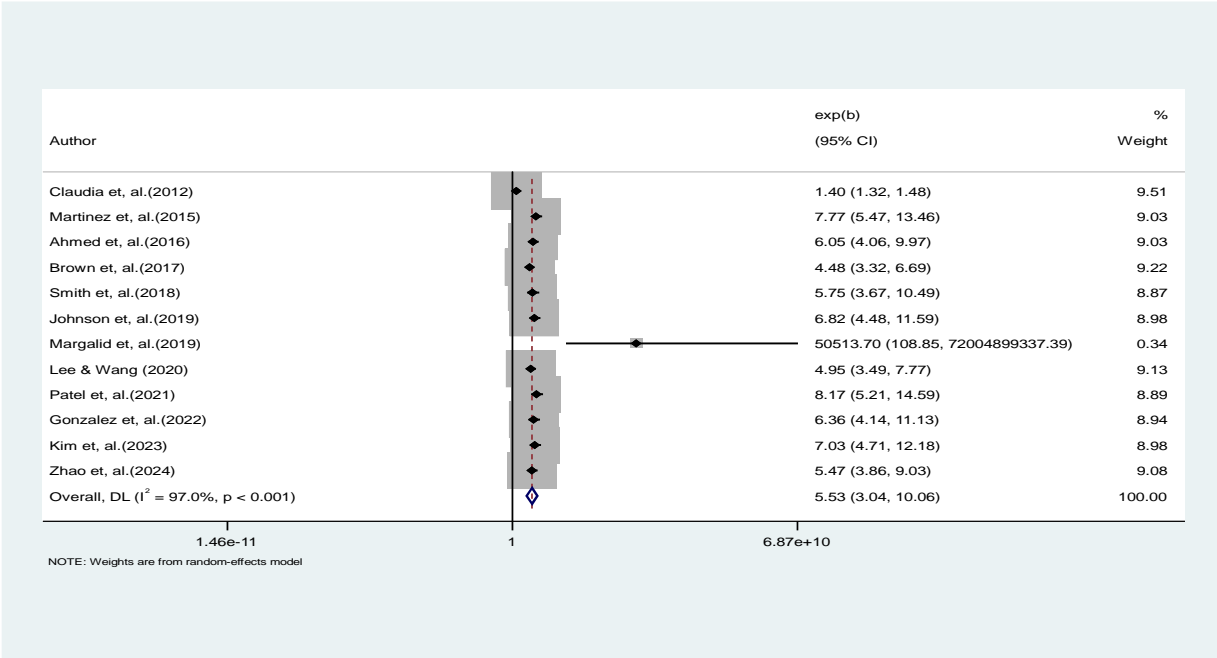 exp(b) %
Author (95% CI) Weight
Claudia et, al.(2012) 1.40 (1.32, 1.48) 9.51
Martinez et, al.(2015) 7.77 (5.47, 13.46) 9.03
Ahmed et, al.(2016) 6.05 (4.06, 9.97) 9.03
Brown et, al.(2017) 4.48 (3.32, 6.69) 9.22
Smith et, al.(2018) 5.75 (3.67, 10.49) 8.87
Johnson et, al.(2019) 6.82 (4.48, 11.59) 8.98
Margalid et, al.(2019) 50513.70 (108.85, 72004899337.39) 0.34
Lee & Wang (2020) 4.95 (3.49, 7.77) 9.13
Patel et, al.(2021) 8.17 (5.21, 14.59) 8.89
Gonzalez et, al.(2022) 6.36 (4.14, 11.13) 8.94
Kim et, al.(2023) 7.03 (4.71, 12.18) 8.98
Zhao et, al.(2024) 5.47 (3.86, 9.03) 9.08
Overall, DL (I² = 97.0%, p < 0.001) 5.53 (3.04, 10.06) 100.00
1.46e-11 1 6.87e+10
NOTE: Weights are from random-effects model